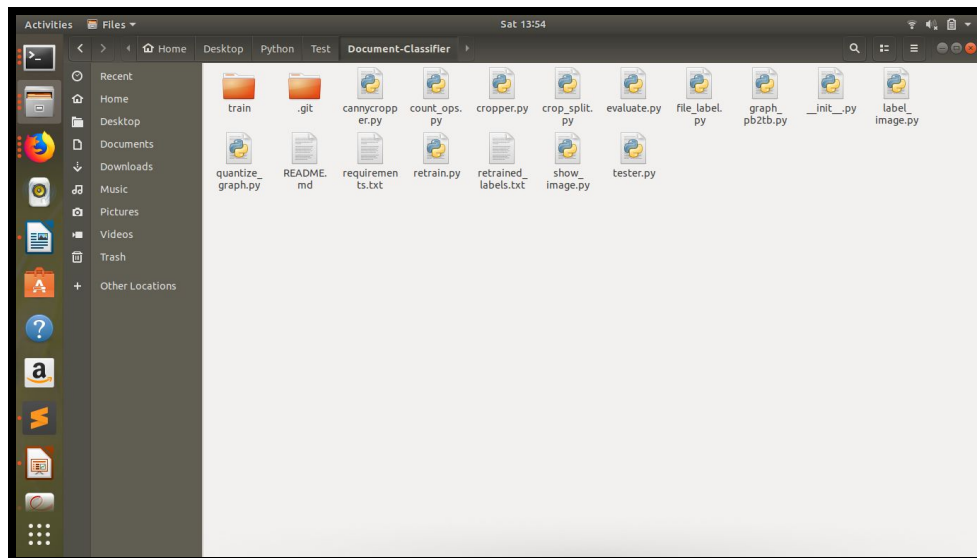 Activities Files Sat 13:54
Home Desktop Python Test Document-Classifier
Recent
Home
Desktop
Documents
Downloads
Music
Pictures
Videos
Trash
+ Other Locations
train .git cannycropp count_ops. cropper.py crop_split. evaluate.py file_label. graph_ __init__.py label_
er.py py py py pb2tb.py image.py
quantize_ README. requiremen retrain.py retrained_ show_ tester.py
graph.py md ts.txt labels.txt image.py
>_
?
a